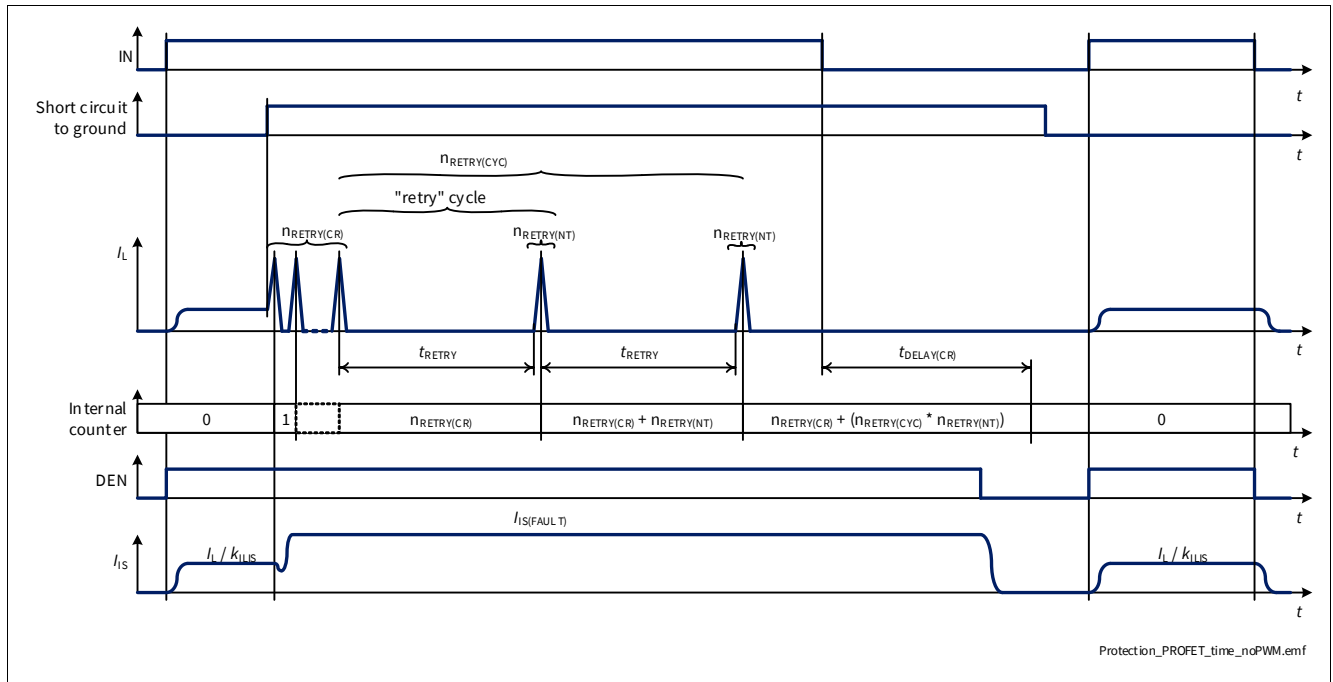 IN
t
Short circuit
to ground
t
nRETRY(CYC)
"retry" cycle
nRETRY(CR)
nRETRY(NT)
nRETRY(NT)
IL
t
tRETRY
tRETRY
tDELAY(CR)
Internal
counter
0
1
nRETRY(CR)
nRETRY(CR) + nRETRY(NT)
nRETRY(CR) + (nRETRY(CYC) * nRETRY(NT))
0
t
DEN
t
IIS(FAULT)
IIS
IL / kILIS
IL / kILIS
t
Protection_PROFET_time_noPWM.emf